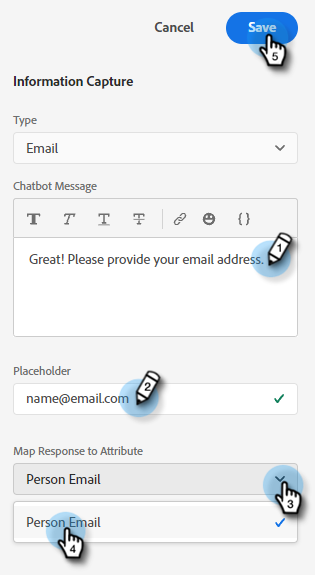 Cancel Save
5
Information Capture
Type
Email
Chatbot Message
T T T T { }
Great! Please provide your email address.
1
Placeholder
name@email.com
2
Map Response to Attribute
Person Email
3
Person Email
4